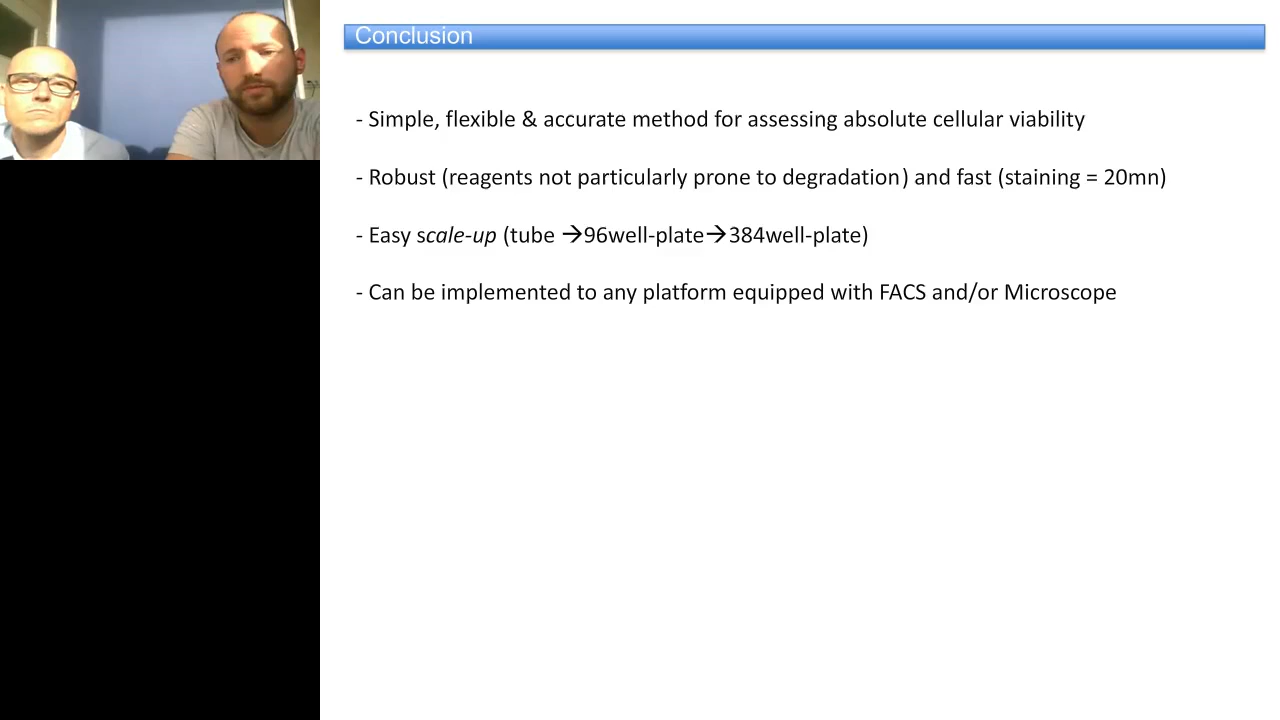 Conclusion
- Simple, flexible & accurate method for assessing absolute cellular viability
- Robust (reagents not particularly prone to degradation) and fast (staining = 20mn)
- Easy scale-up (tube →96well-plate→384well-plate)
- Can be implemented to any platform equipped with FACS and/or Microscope